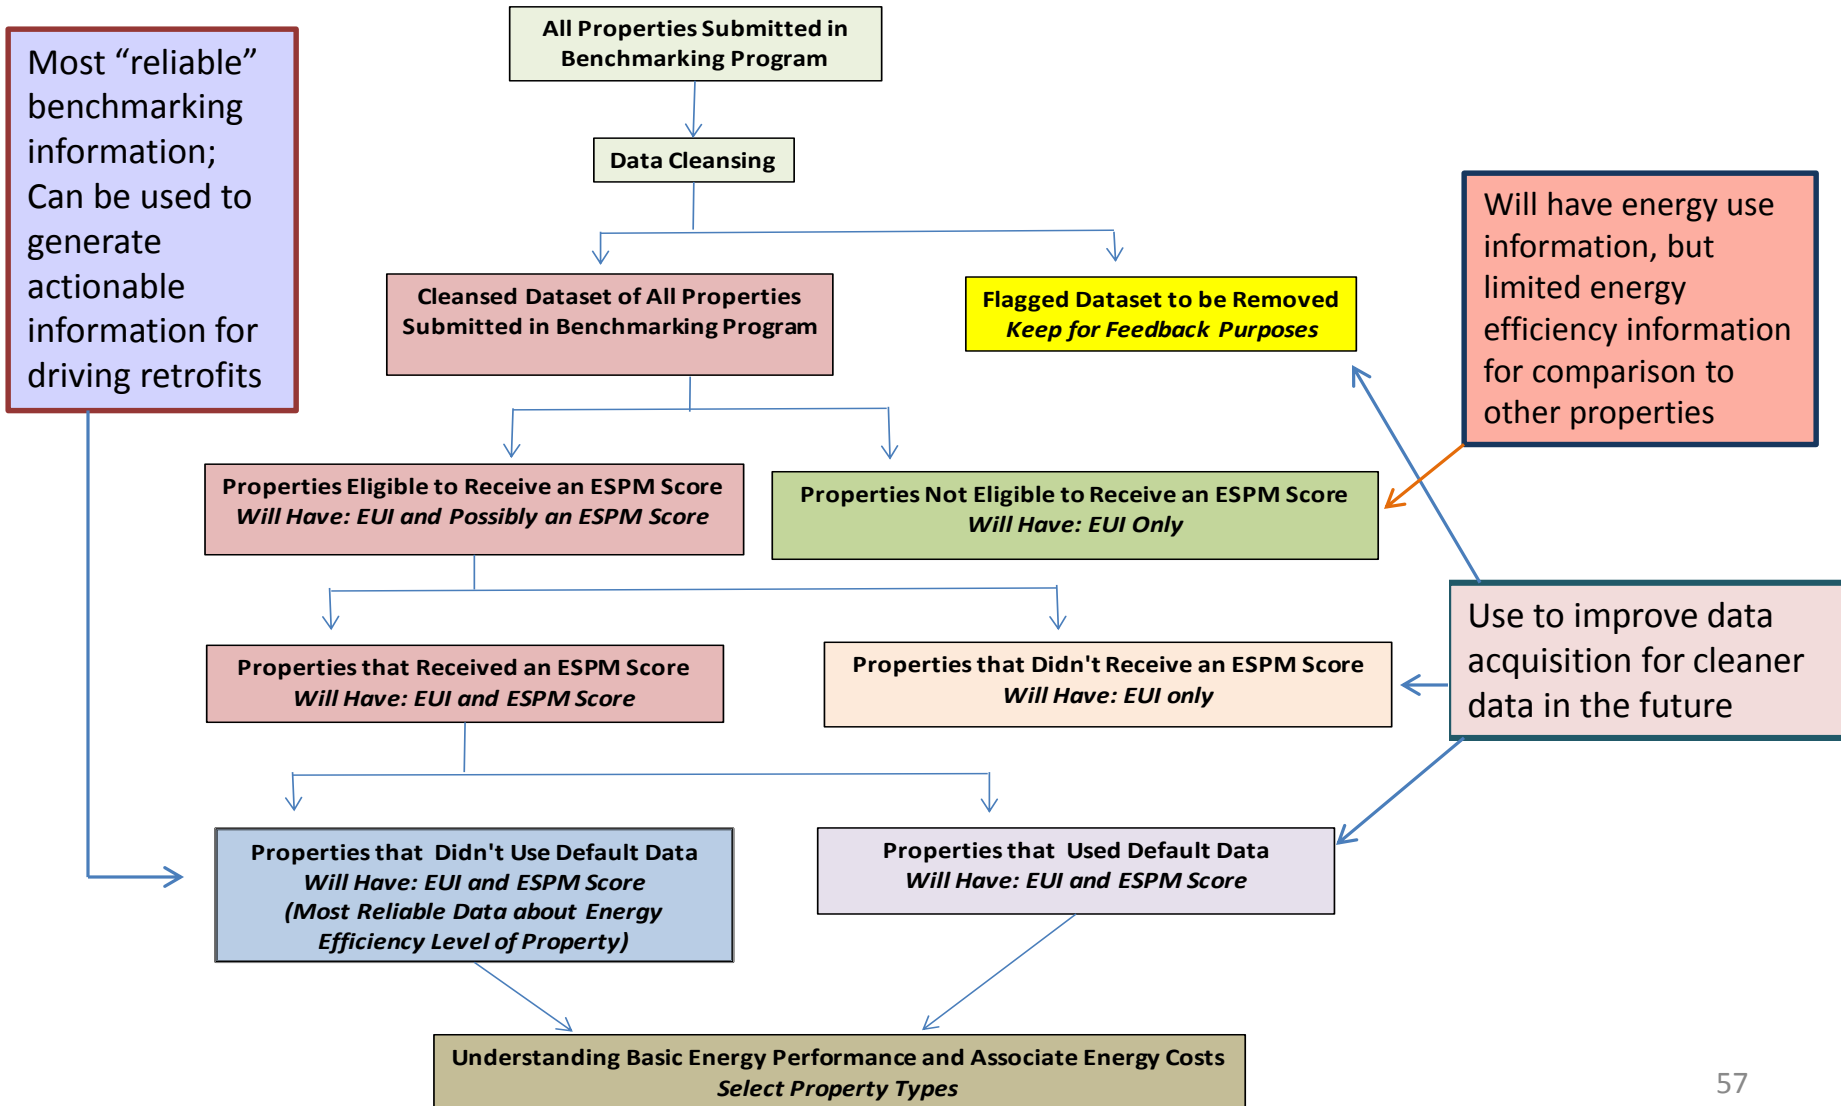 All Properties Submitted in
Benchmarking Program
Most “reliable”
benchmarking
information;
Can be used to
generate
actionable
information for
driving retrofits
Data Cleansing
Will have energy use
information, but
limited energy
efficiency information
for comparison to
other properties
Cleansed Dataset of All Properties
Submitted in Benchmarking Program
Flagged Dataset to be Removed
Keep for Feedback Purposes
Properties Eligible to Receive an ESPM Score
Will Have: EUI and Possibly an ESPM Score
Properties Not Eligible to Receive an ESPM Score
Will Have: EUI Only
Use to improve data
acquisition for cleaner
data in the future
Properties that Received an ESPM Score
Will Have: EUI and ESPM Score
Properties that Didn't Receive an ESPM Score
Will Have: EUI only
Properties that Didn't Use Default Data
Will Have: EUI and ESPM Score
(Most Reliable Data about Energy
Efficiency Level of Property)
Properties that Used Default Data
Will Have: EUI and ESPM Score
Understanding Basic Energy Performance and Associate Energy Costs
Select Property Types
57